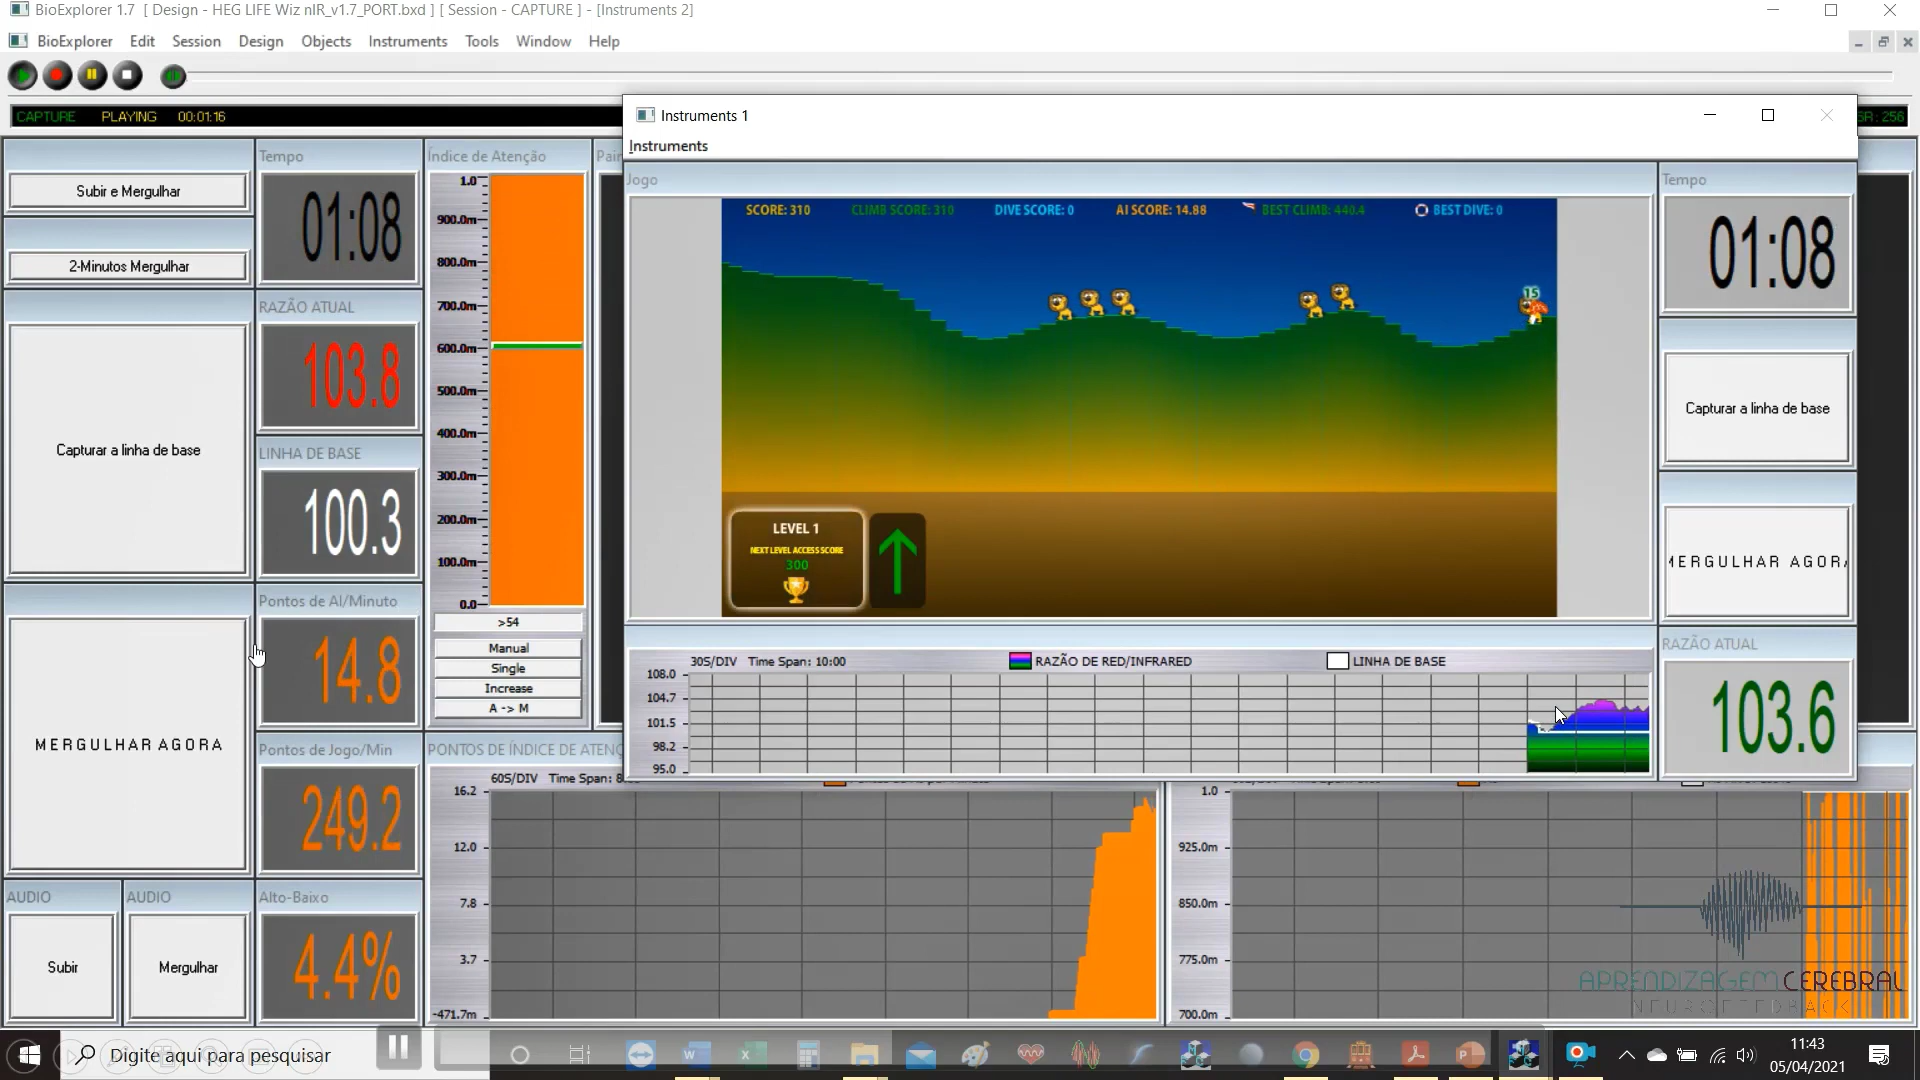 BioExplorer 1.7 [ Design - HEG LIFE Wiz nIR_v1.7_PORT.bxd ] [ Session - CAPTURE ] - [Instruments 2]
BioExplorer Edit Session Design Objects Instruments Tools Window Help
CAPTURE PLAYING 00:01:16
SR: 256
Instruments 1
Instruments
Subir e Mergulhar
2-Minutos Mergulhar
Capturar a linha de base
MERGULHAR AGORA
AUDIO
Subir
AUDIO
Mergulhar
Tempo
01:08
RAZÃO ATUAL
103.8
LINHA DE BASE
100.3
Pontos de AI/Minuto
14.8
Pontos de Jogo/Min
249.2
Alto-Baixo
4.4%
Índice de Atenção
1.0
900.0m
800.0m
700.0m
600.0m
500.0m
400.0m
300.0m
200.0m
100.0m
0.0
>54
Manual
Single
Increase
A -> M
Jogo
SCORE: 310 CLIMB SCORE: 310 DIVE SCORE: 0 AI SCORE: 14.88 BEST CLIMB: 440.4 BEST DIVE: 0
15
LEVEL 1
NEXT LEVEL ACCESS SCORE
300
30S/DIV Time Span: 10:00 RAZÃO DE RED/INFRARED LINHA DE BASE
108.0
104.7
101.5
98.2
95.0
Tempo
01:08
Capturar a linha de base
MERGULHAR AGORA
RAZÃO ATUAL
103.6
PONTOS DE ÍNDICE DE ATENÇ
60S/DIV Time Span: 8
16.2
12.0
7.8
3.7
-471.7m
1.0
925.0m
850.0m
775.0m
700.0m
APRENDIZAGEM CEREBRAL
NEUROFEEDBACK
Digite aqui para pesquisar
11:43
05/04/2021